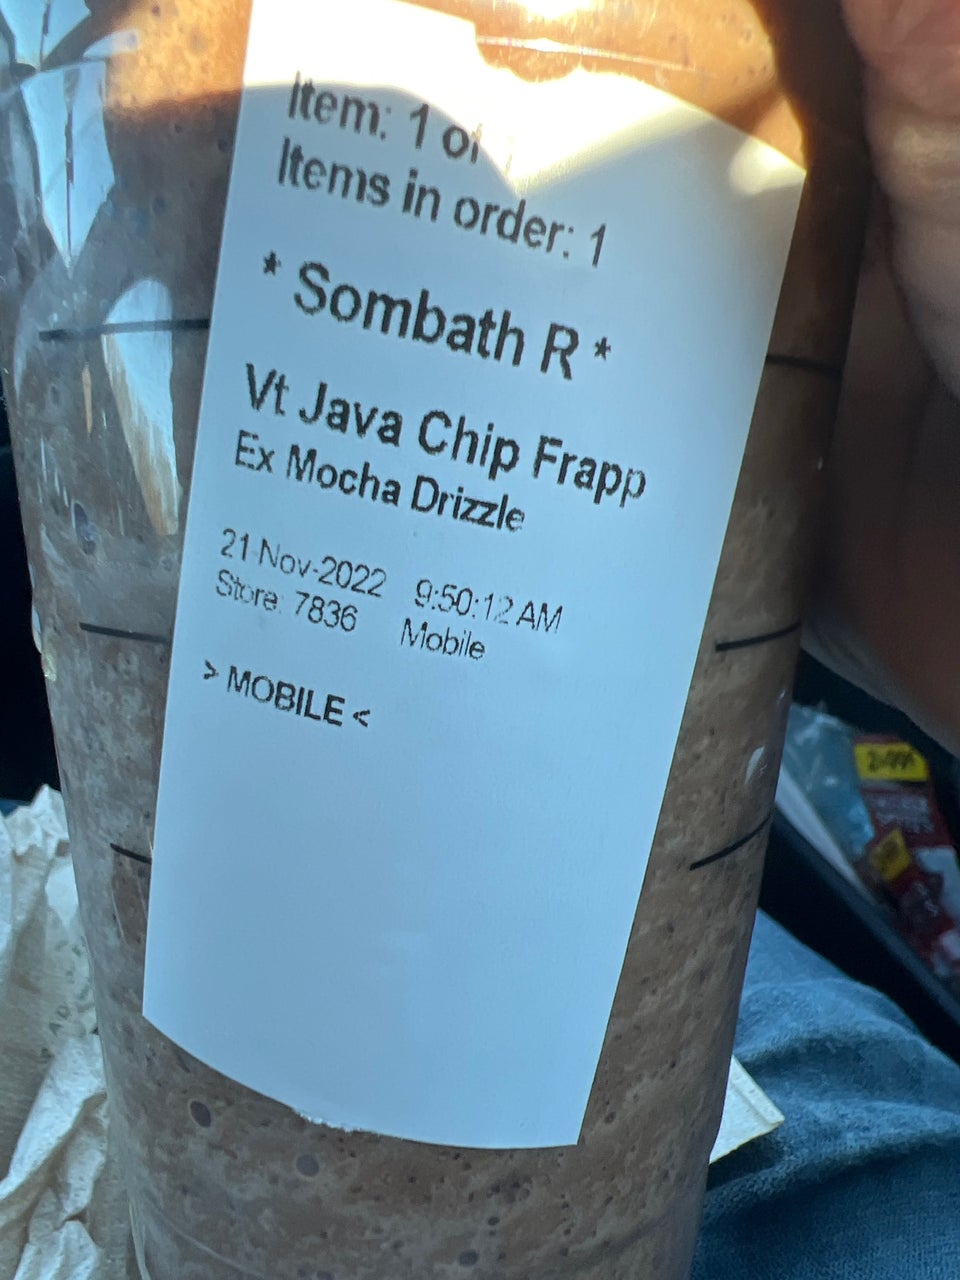 Item: 1 of
Items in order: 1
* Sombath R *
Vt Java Chip Frapp
Ex Mocha Drizzle
21-Nov-2022 9:50:12 AM
Store: 7836 Mobile
> MOBILE <